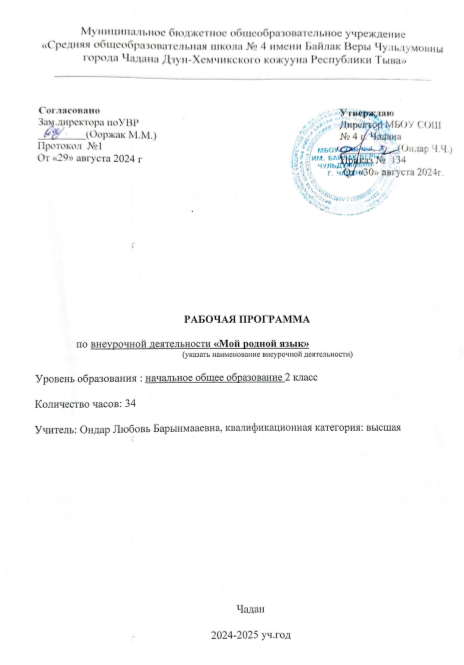 Муниципальное бюджетное общеобразовательное учреждение
«Средняя общеобразовательная школа № 4 имени Байлак Веры Чульдумовны
города Чадана Дзун-Хемчикского кожууна Республики Тыва»
Согласовано
Зам.директора поУВР
(Ооржак М.М.)
Протокол №1
От «29» августа 2024 г
Утверждаю
Директор МБОУ СОШ
№ 4 г. Чадана
(Ондар Ч.Ч.)
Приказ № 134
От «30» августа 2024г.
РАБОЧАЯ ПРОГРАММА
по внеурочной деятельности «Мой родной язык»
(указать наименование внеурочной деятельности)
Уровень образования : начальное общее образование 2 класс
Количество часов: 34
Учитель: Ондар Любовь Барынмааевна, квалификационная категория: высшая
Чадан
2024-2025 уч.год